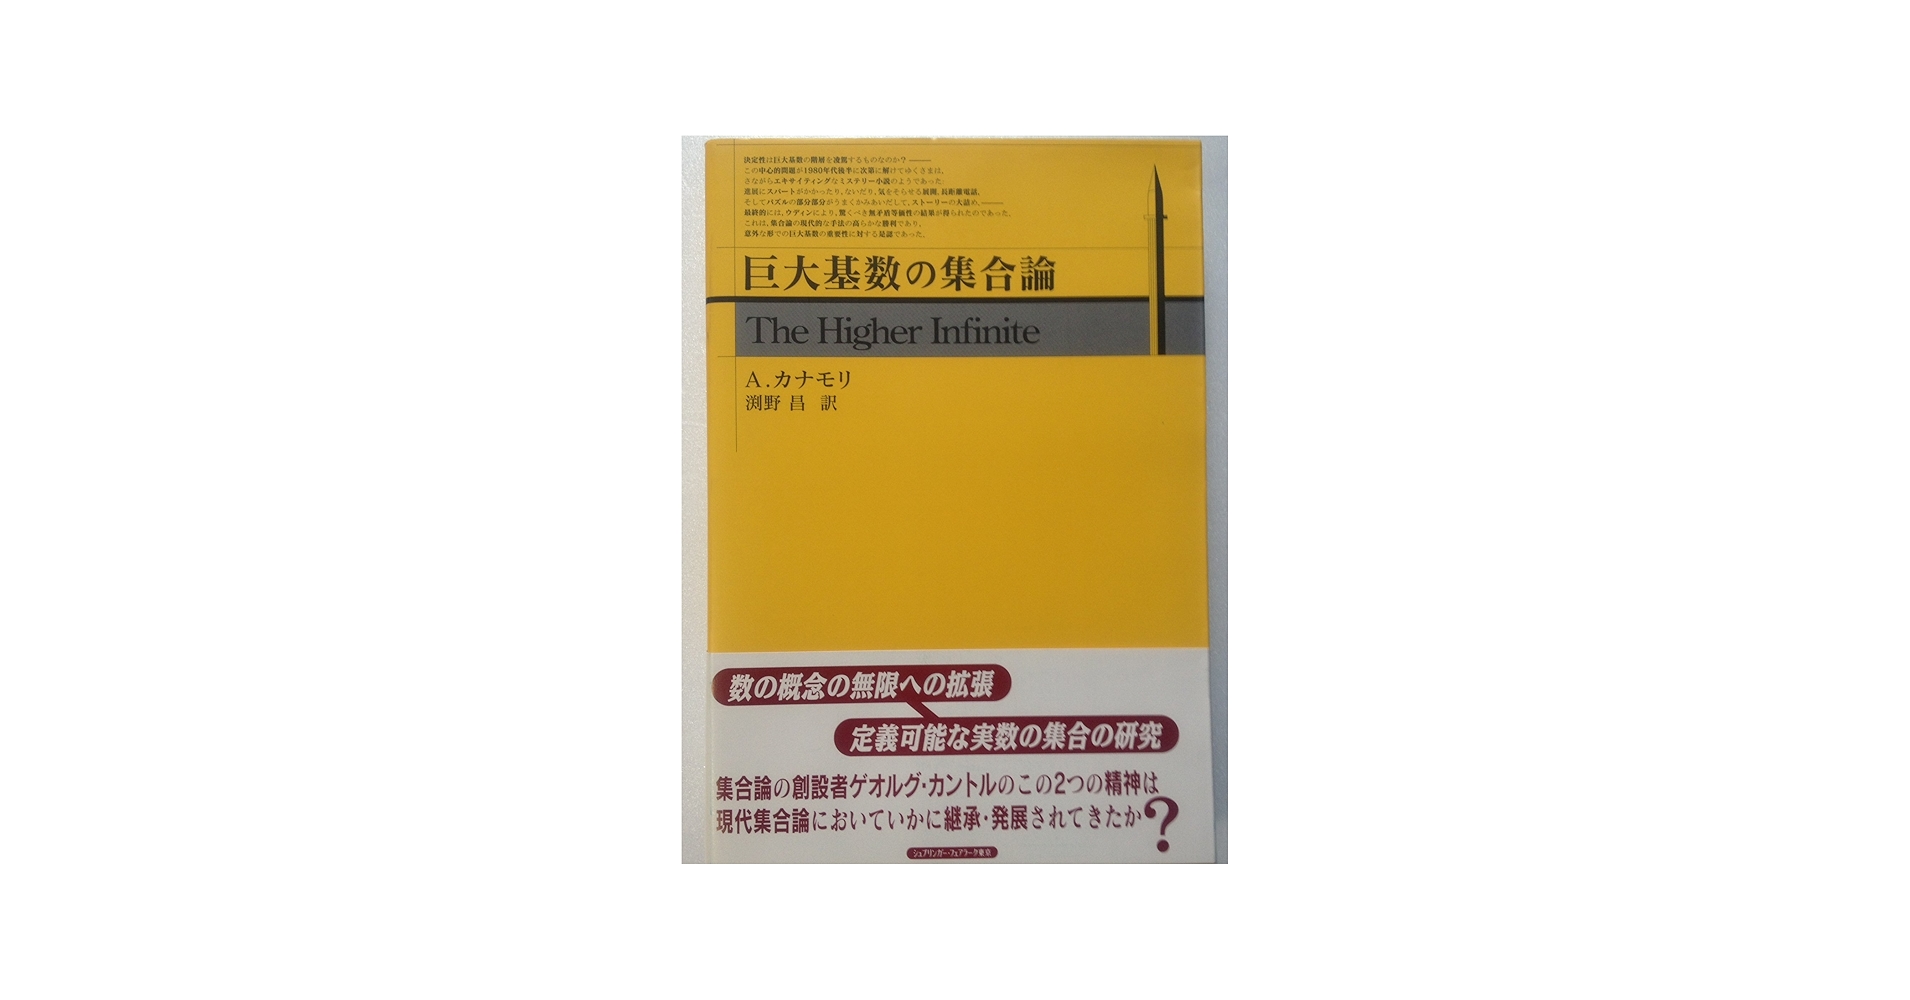 決定性は巨大基数の階層を凌駕するものなのか？ ———
この中心的問題が1980年代後半に次第に解けてゆくさまは，
さながらエキサイティングなミステリー小説のようであった：
進展にスパートがかかったり，ないだり，気をそらせる展開，長距離電話，
そしてパズルの部分部分がうまくかみあいだして，ストーリーの大詰め．———
最終的には，ウディンにより，驚くべき無矛盾等価性の結果が得られたのであった．
これは，集合論の現代的な手法の高らかな勝利であり，
意外な形での巨大基数の重要性に対する是認であった．
巨大基数の集合論
The Higher Infinite
A．カナモリ
渕野 昌 訳
数の概念の無限への拡張
定義可能な実数の集合の研究
集合論の創設者ゲオルグ・カントルのこの2つの精神は
現代集合論においていかに継承・発展されてきたか？
シュプリンガー・フェアラーク東京